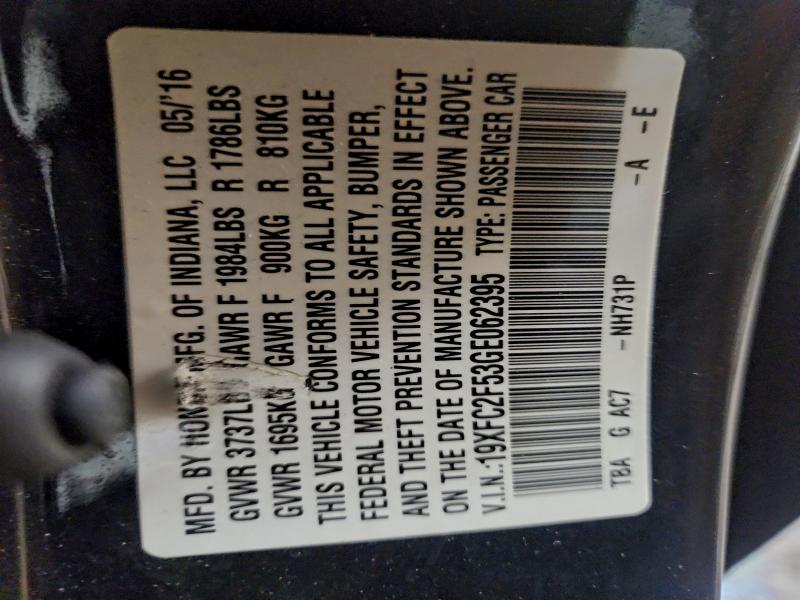 MFD. BY HONDA MFG. OF INDIANA, LLC 05/'16
GVWR 3737LBS GAWR F 1984LBS R 1786LBS
GVWR 1695KG GAWR F 900KG R 810KG
THIS VEHICLE CONFORMS TO ALL APPLICABLE
FEDERAL MOTOR VEHICLE SAFETY, BUMPER,
AND THEFT PREVENTION STANDARDS IN EFFECT
ON THE DATE OF MANUFACTURE SHOWN ABOVE.
V.I.N.:19XFC2F53GE062395 TYPE: PASSENGER CAR
TBA G AC7 -NH731P -A -E